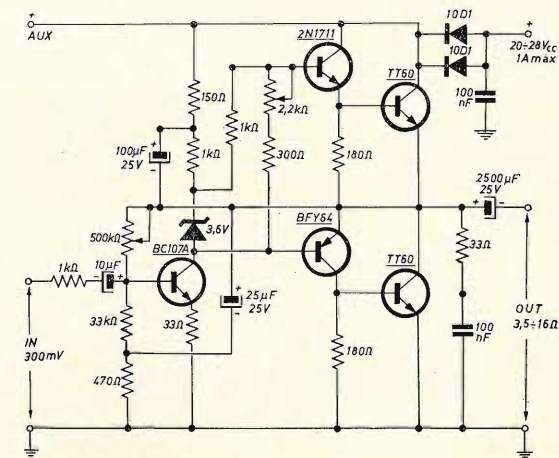 +
AUX
2N1711
10D1
10D1
+
20÷28Vcc
1A max
TT60
150Ω
2,2kΩ
1kΩ
100µF
25V
+
-
1kΩ
300Ω
180Ω
100
nF
2500µF
25V
+
-
500kΩ
3,6V
BFY64
BC107A
TT60
33Ω
1kΩ
10µF
-
+
+
25µF
25V
-
33kΩ
33Ω
180Ω
100
nF
OUT
3,5÷16Ω
IN
300mV
470Ω